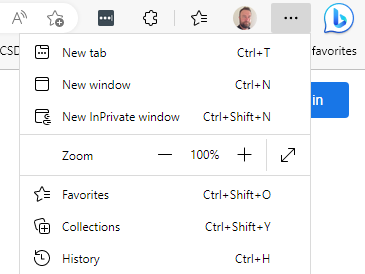 New tab Ctrl+T
CSD
favorites
New window Ctrl+N
in
New InPrivate window Ctrl+Shift+N
Zoom — 100% +
Favorites Ctrl+Shift+O
Collections Ctrl+Shift+Y
History Ctrl+H